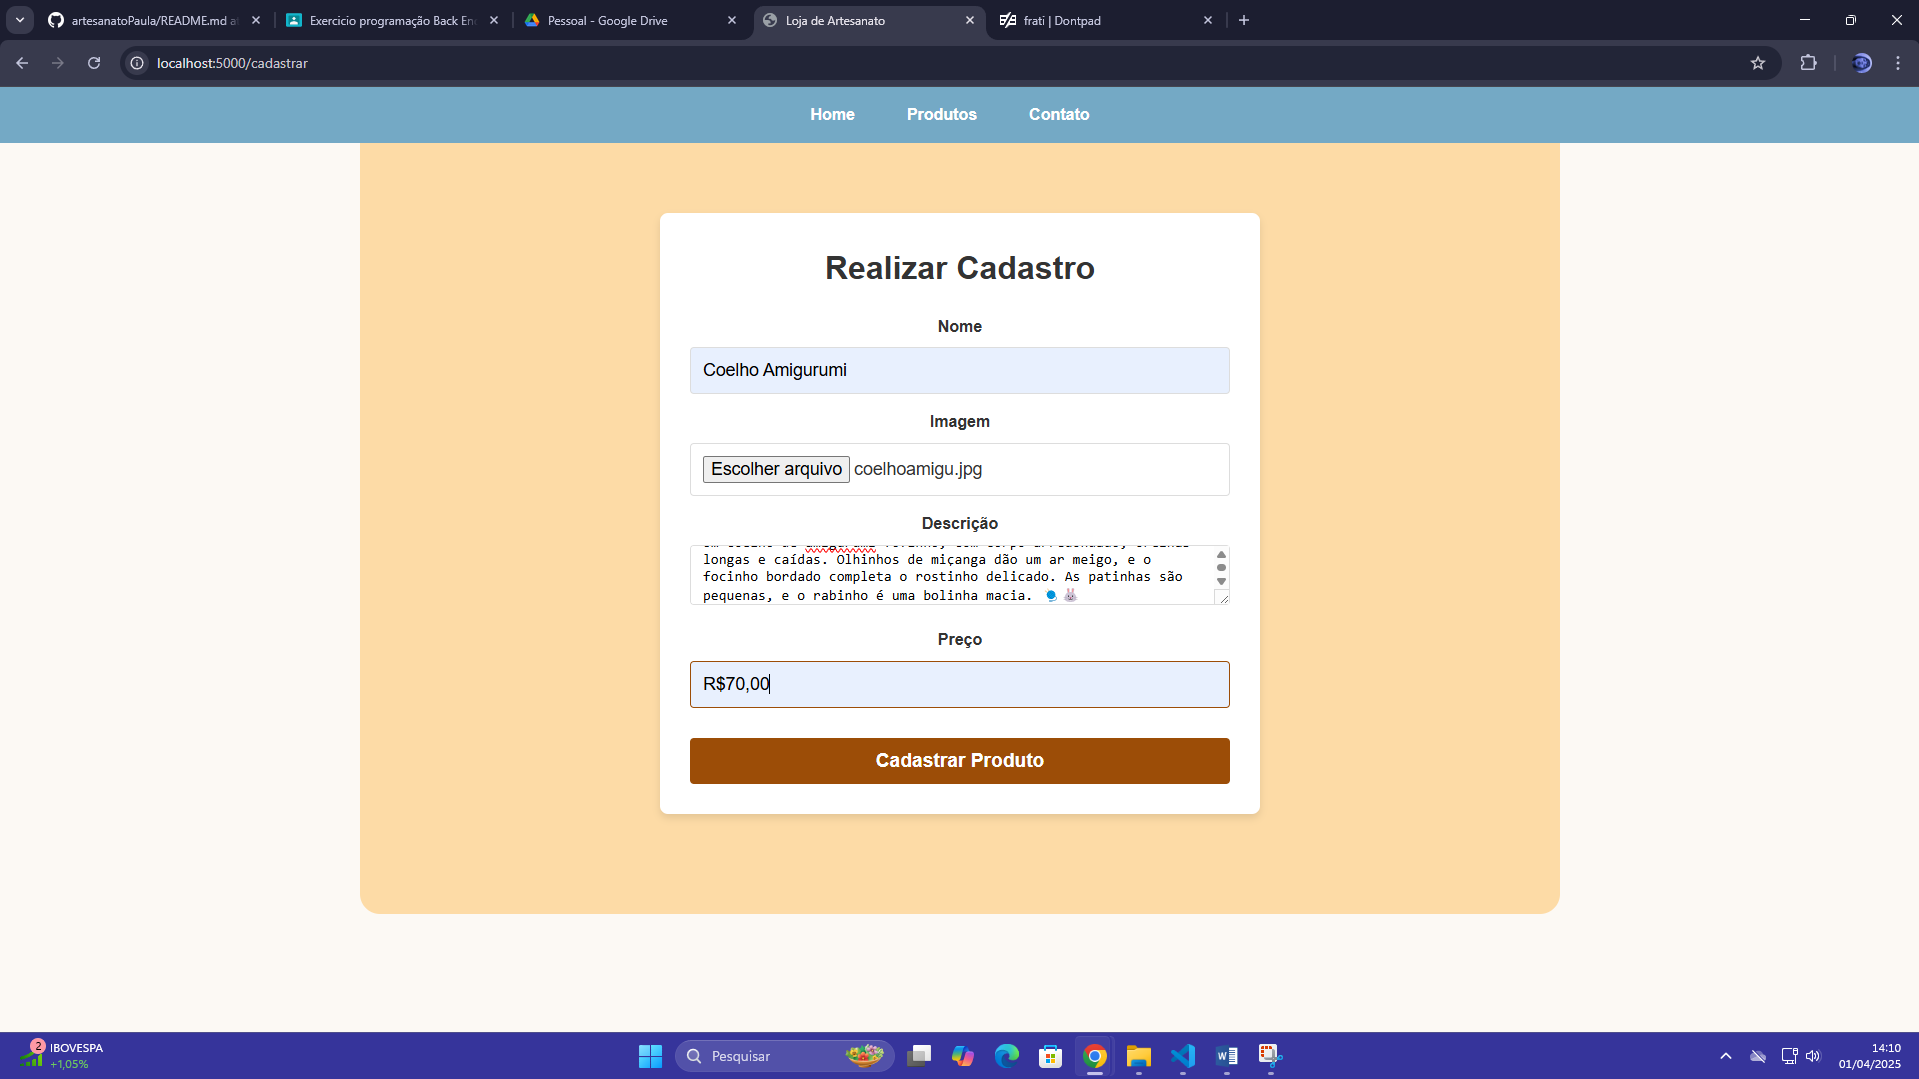 artesanatoPaula/README.md at
Exercicio programação Back En
Pessoal - Google Drive
Loja de Artesanato
frati | Dontpad
localhost:5000/cadastrar
Home
Produtos
Contato
Realizar Cadastro
Nome
Coelho Amigurumi
Imagem
Escolher arquivo coelhoamigu.jpg
Descrição
longas e caídas. Olhinhos de miçanga dão um ar meigo, e o
focinho bordado completa o rostinho delicado. As patinhas são
pequenas, e o rabinho é uma bolinha macia. 🧶🐰
Preço
R$70,00
Cadastrar Produto
2
IBOVESPA
+1,05%
Pesquisar
14:10
01/04/2025